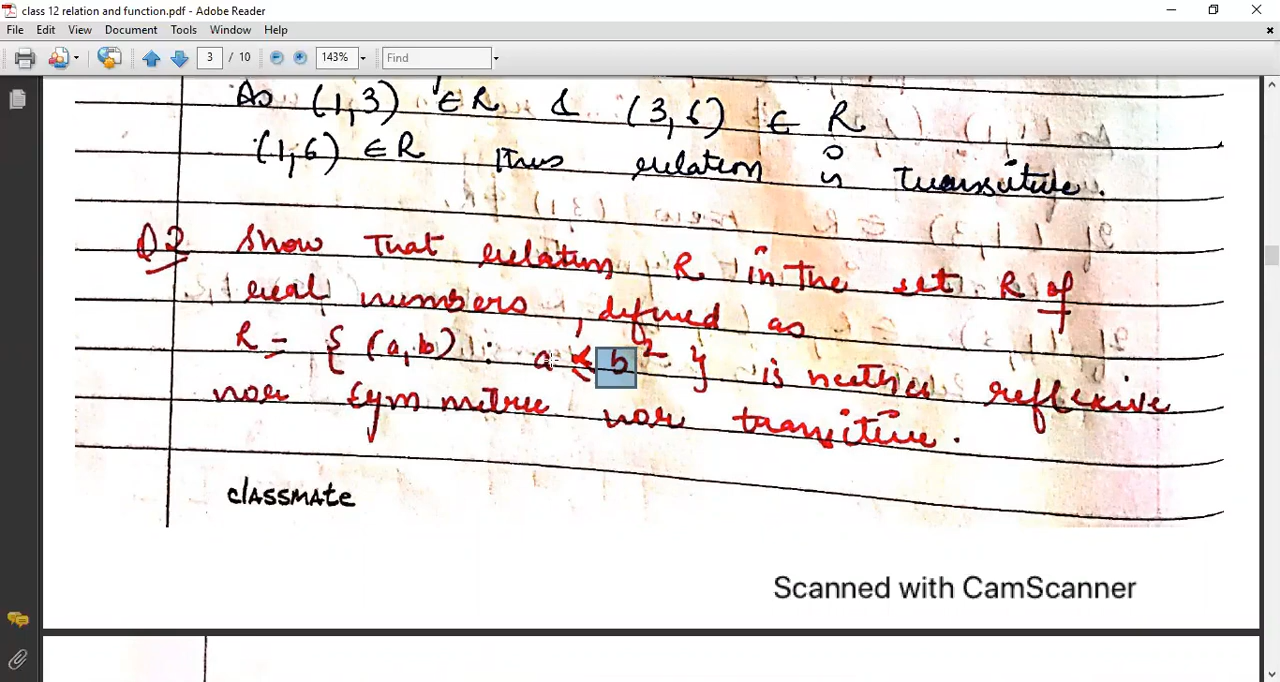 class 12 relation and function.pdf - Adobe Reader
File Edit View Document Tools Window Help
3 / 10 143% Find
As (1,3) ∈ R & (3,6) ∈ R
(1,6) ∈ R Thus relation is transitive.
Q2 Show That relation R in the set R of
real numbers, defined as
R = { (a,b) : a ≤ b² } is neither reflexive
nor symmetric nor transitive.
classmate
Scanned with CamScanner